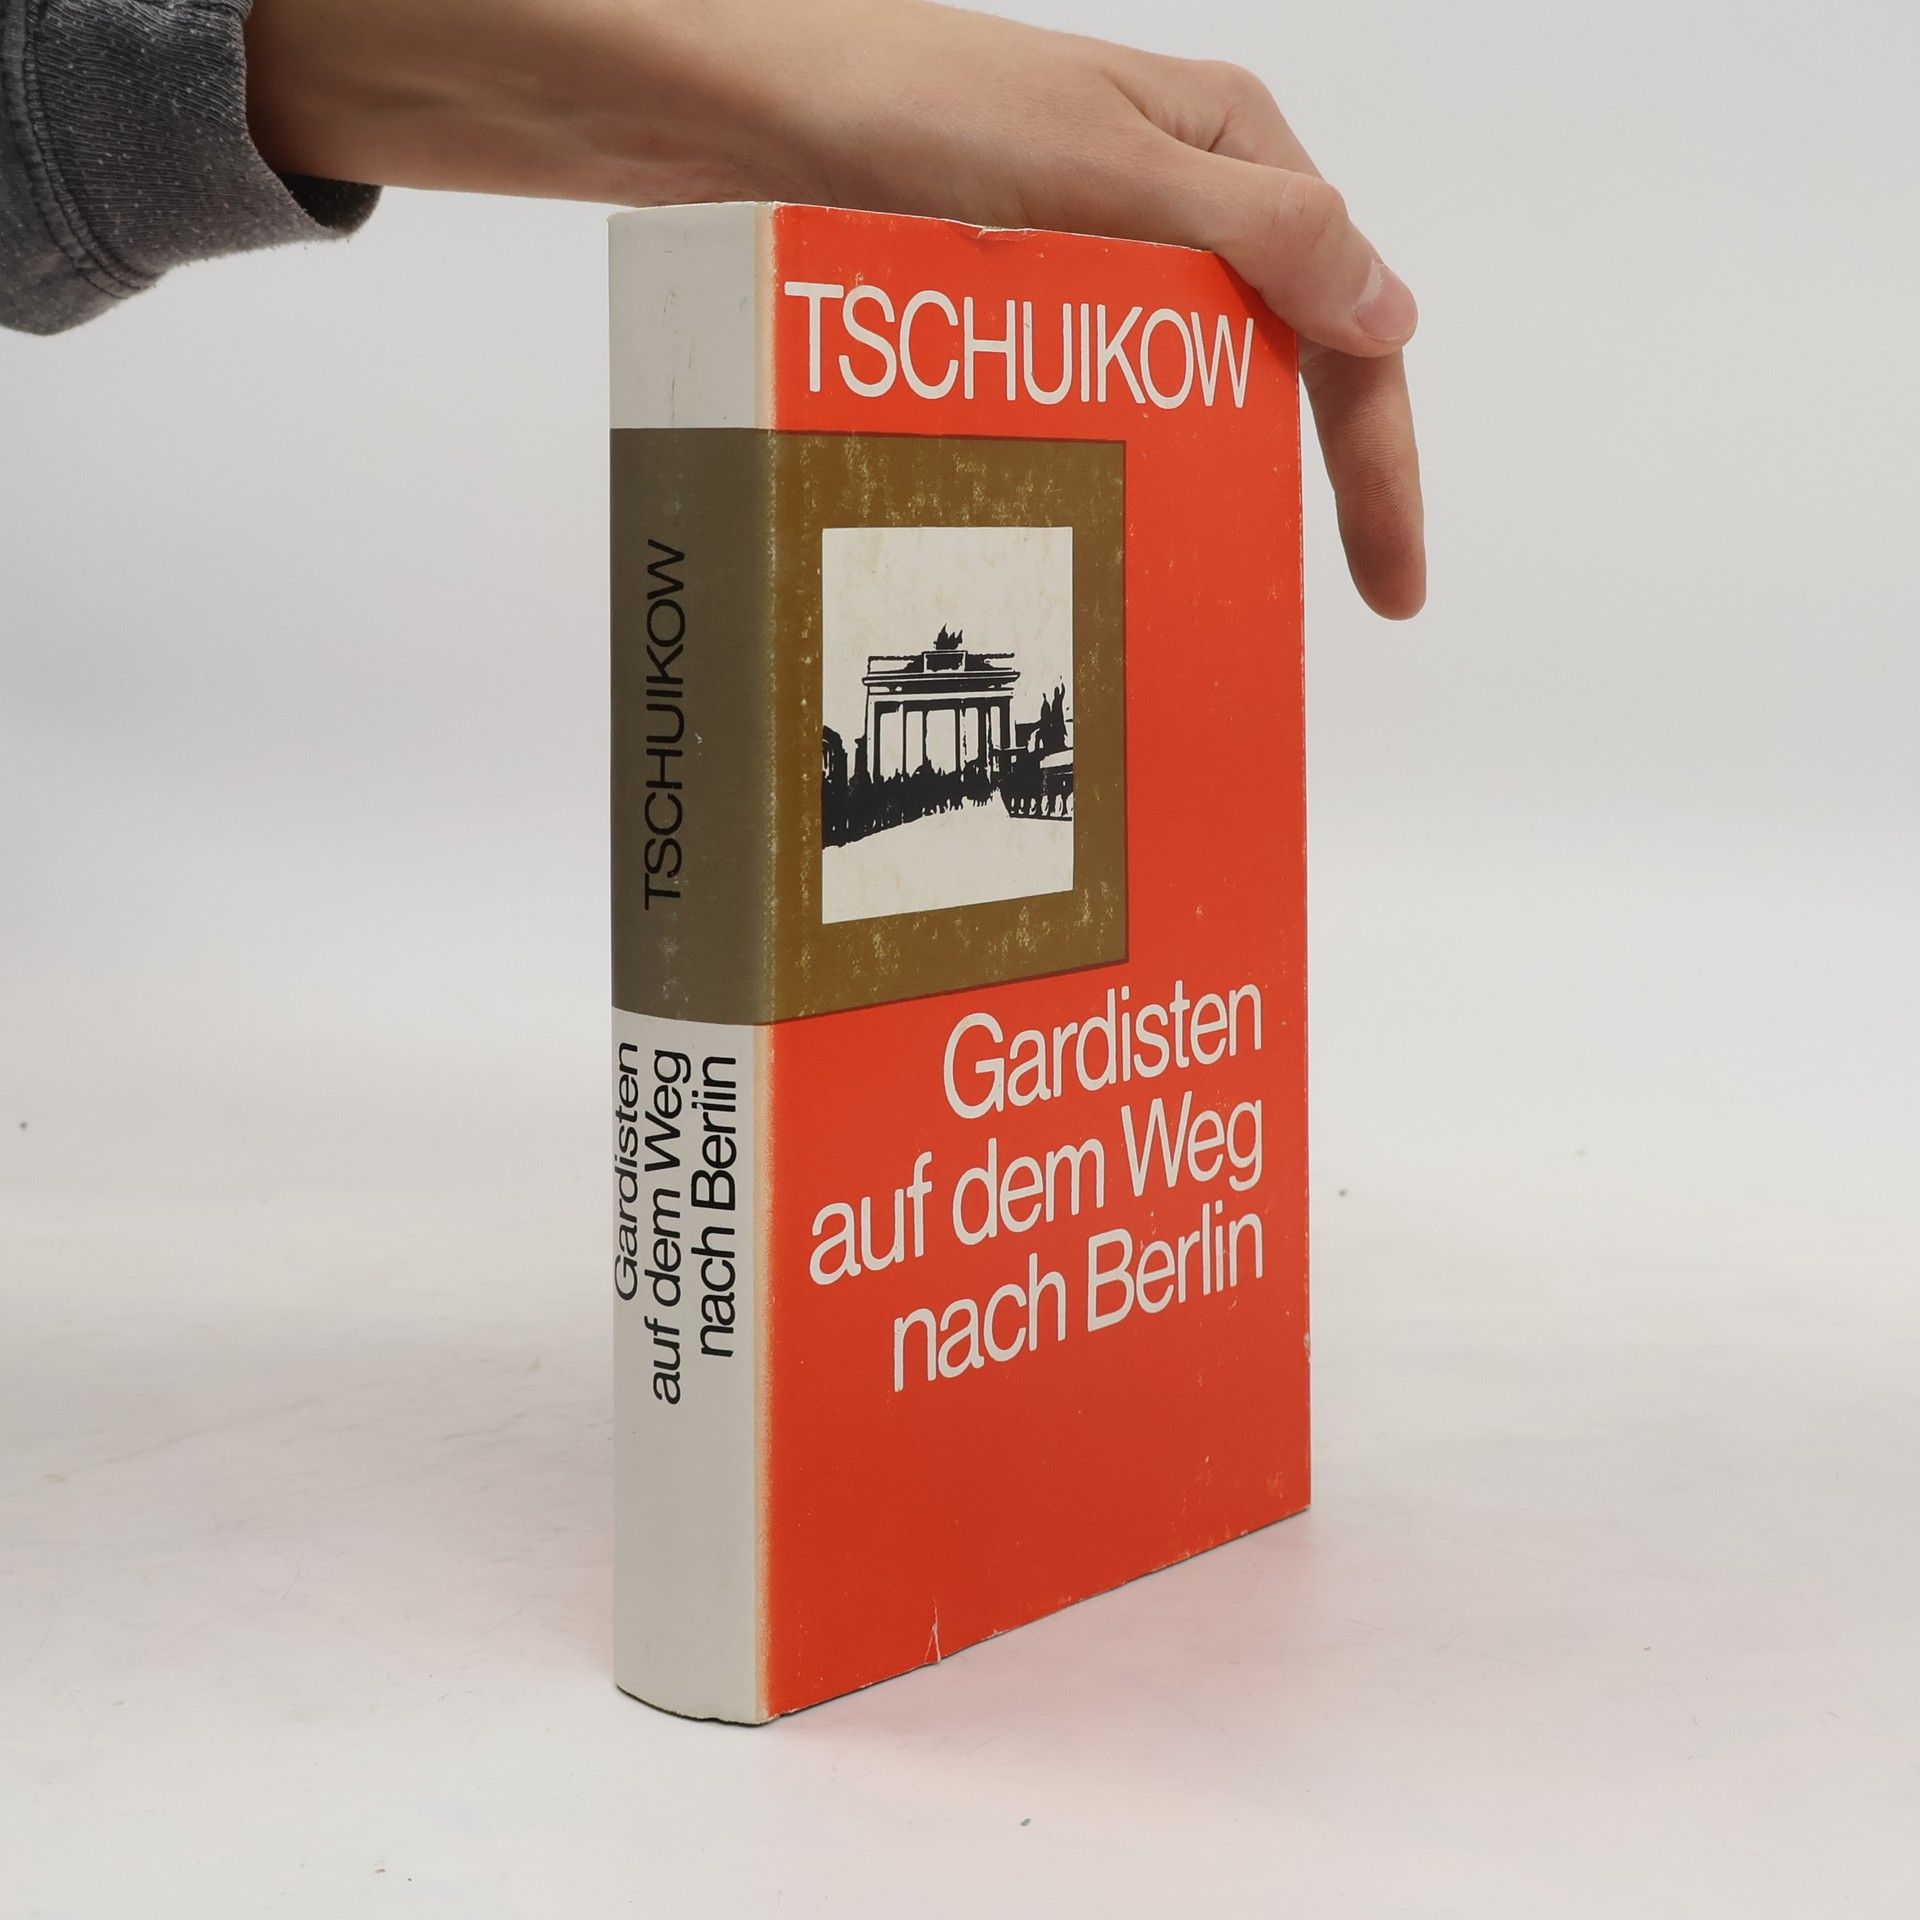 TSCHUIKOW
Gardisten
auf dem Weg
nach Berlin
TSCHUIKOW
Gardisten
auf dem Weg
nach Berlin